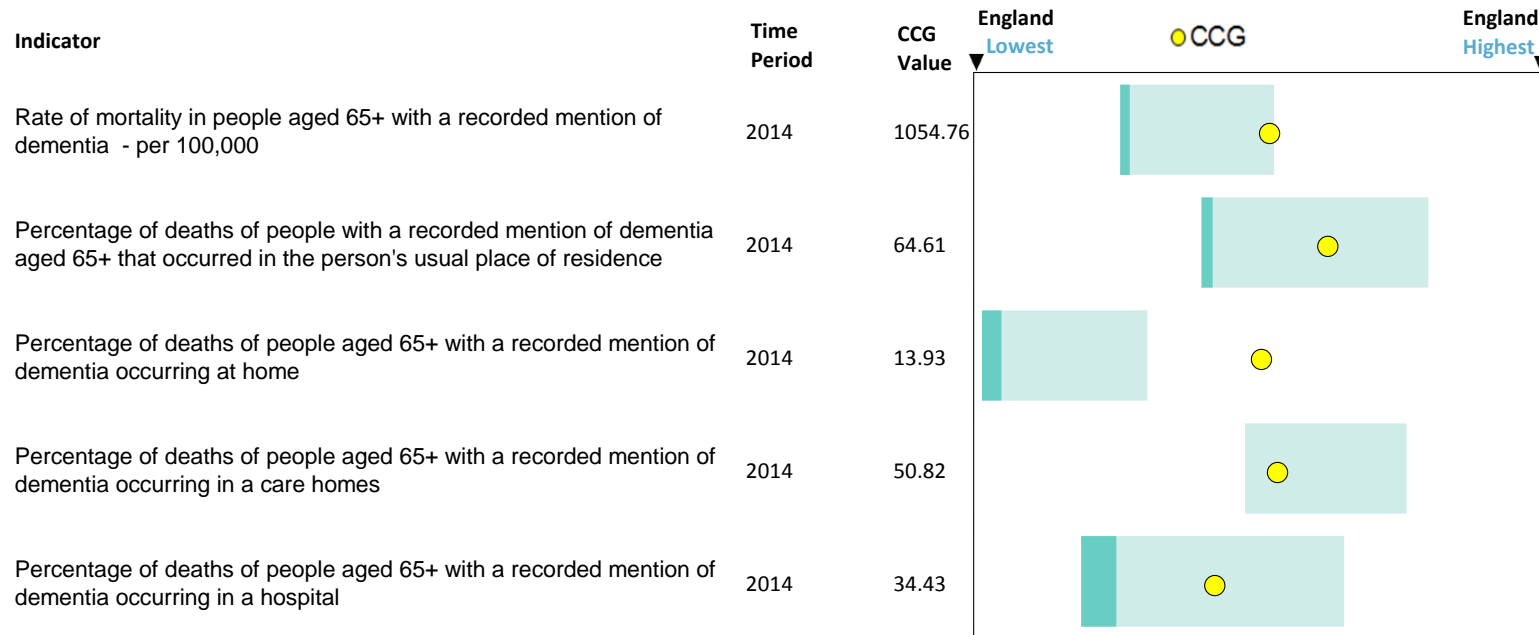 Indicator
Time
Period
CCG
Value
England
Lowest
CCG
England
Highest
Rate of mortality in people aged 65+ with a recorded mention of
dementia - per 100,000
2014
1054.76
Percentage of deaths of people with a recorded mention of dementia
aged 65+ that occurred in the person's usual place of residence
2014
64.61
Percentage of deaths of people aged 65+ with a recorded mention of
dementia occurring at home
2014
13.93
Percentage of deaths of people aged 65+ with a recorded mention of
dementia occurring in a care homes
2014
50.82
Percentage of deaths of people aged 65+ with a recorded mention of
dementia occurring in a hospital
2014
34.43